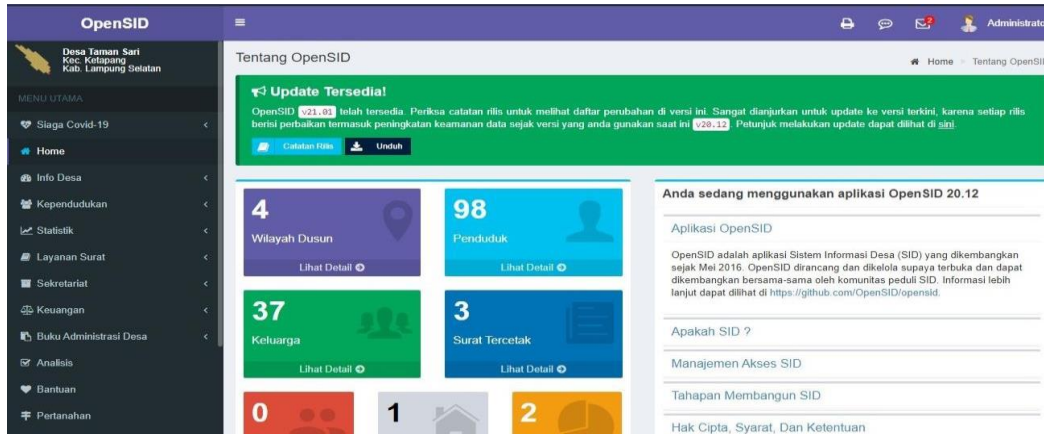 OpenSID
2
Administrato
Desa Taman Sari
Kec. Ketapang
Kab. Lampung Selatan
MENU UTAMA
Siaga Covid-19
Home
Info Desa
Kependudukan
Statistik
Layanan Surat
Sekretariat
Keuangan
Buku Administrasi Desa
Analisis
Bantuan
Pertanahan
Tentang OpenSID
Home > Tentang OpenSI
Update Tersedia!
OpenSID v21.01 telah tersedia. Periksa catatan rilis untuk melihat daftar perubahan di versi ini. Sangat dianjurkan untuk update ke versi terkini, karena setiap rilis
berisi perbaikan termasuk peningkatan keamanan data sejak versi yang anda gunakan saat ini v20.12. Petunjuk melakukan update dapat dilihat di sini.
Catatan Rilis
Unduh
4
Wilayah Dusun
Lihat Detail
98
Penduduk
Lihat Detail
37
Keluarga
Lihat Detail
3
Surat Tercetak
Lihat Detail
0
1
2
Anda sedang menggunakan aplikasi OpenSID 20.12
Aplikasi OpenSID
OpenSID adalah aplikasi Sistem Informasi Desa (SID) yang dikembangkan
sejak Mei 2016. OpenSID dirancang dan dikelola supaya terbuka dan dapat
dikembangkan bersama-sama oleh komunitas peduli SID. Informasi lebih
lanjut dapat dilihat di https://github.com/OpenSID/opensid.
Apakah SID ?
Manajemen Akses SID
Tahapan Membangun SID
Hak Cipta, Syarat, Dan Ketentuan